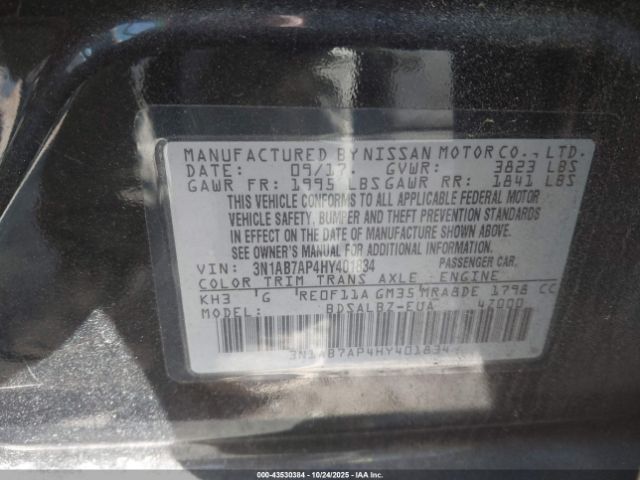 MANUFACTURED BY NISSAN MOTOR CO., LTD.
DATE: 09/17. GVWR: 3823 LBS
GAWR FR: 1995 LBS GAWR RR: 1841 LBS
THIS VEHICLE CONFORMS TO ALL APPLICABLE FEDERAL MOTOR
VEHICLE SAFETY, BUMPER AND THEFT PREVENTION STANDARDS
IN EFFECT ON THE DATE OF MANUFACTURE SHOWN ABOVE.
SEE OWNER'S MANUAL FOR ADDITIONAL INFORMATION.
VIN: 3N1AB7AP4HY401834 PASSENGER CAR.
COLOR TRIM TRANS AXLE ENGINE
KH3 G RE0F11A GM35 MRA8DE 1798 CC
MODEL: BDSALBZ-EUA 47000
3N1AB7AP4HY401834
000-43530384 | 10/24/2025 | IAAI.COM